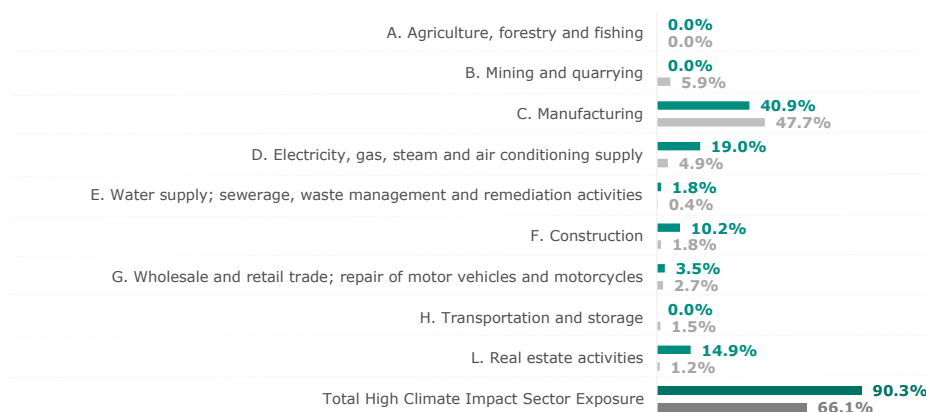 A. Agriculture, forestry and fishing
0.0%
0.0%
B. Mining and quarrying
0.0%
5.9%
C. Manufacturing
40.9%
47.7%
D. Electricity, gas, steam and air conditioning supply
19.0%
4.9%
E. Water supply; sewerage, waste management and remediation activities
1.8%
0.4%
F. Construction
10.2%
1.8%
G. Wholesale and retail trade; repair of motor vehicles and motorcycles
3.5%
2.7%
H. Transportation and storage
0.0%
1.5%
L. Real estate activities
14.9%
1.2%
Total High Climate Impact Sector Exposure
90.3%
66.1%